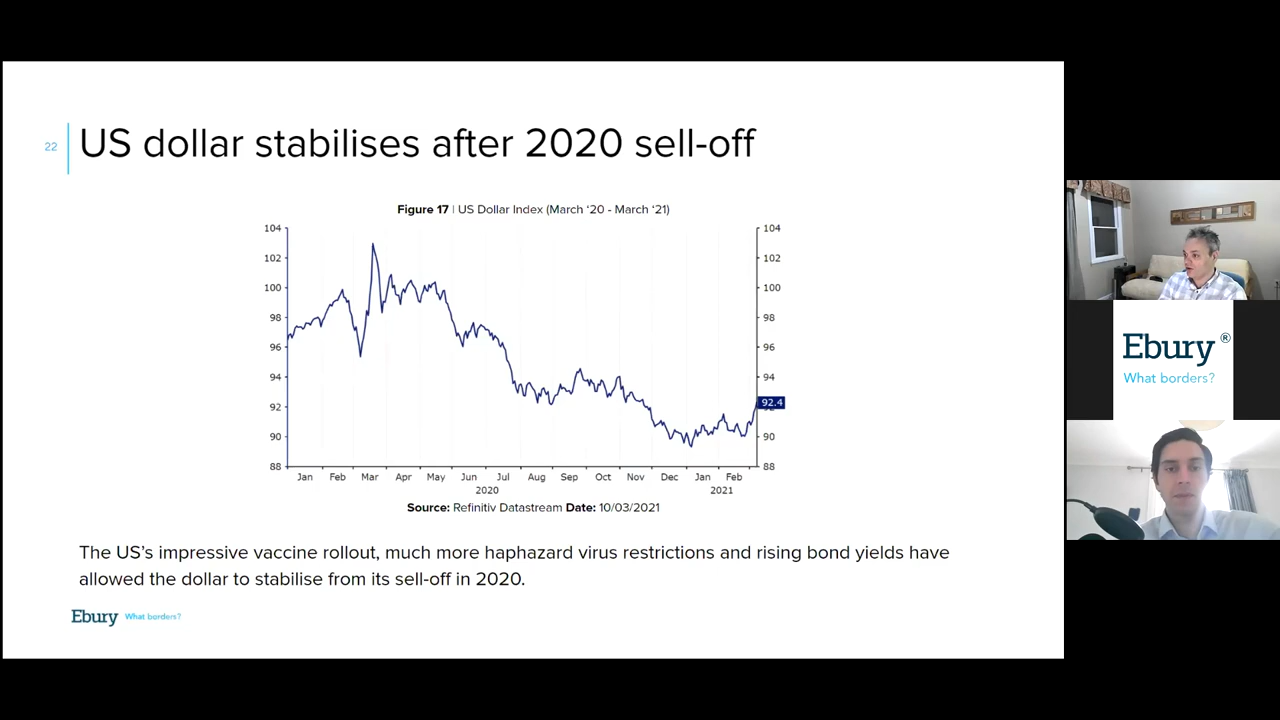 22
US dollar stabilises after 2020 sell-off
Figure 17 | US Dollar Index (March ‘20 - March ‘21)
104
102
100
98
96
94
92
90
88
104
102
100
98
96
94
92.4
90
88
Jan Feb Mar Apr May Jun Jul Aug Sep Oct Nov Dec Jan Feb
2020 2021
Source: Refinitiv Datastream Date: 10/03/2021
The US’s impressive vaccine rollout, much more haphazard virus restrictions and rising bond yields have
allowed the dollar to stabilise from its sell-off in 2020.
Ebury What borders?
Ebury ®
What borders?